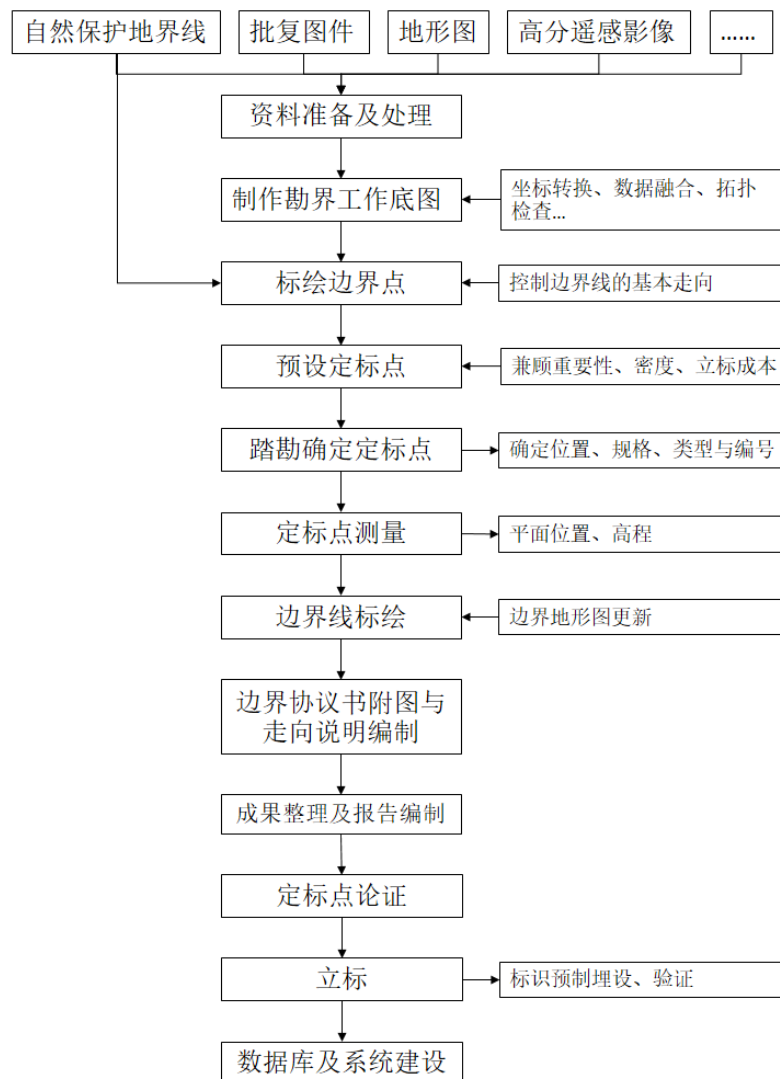 自然保护地界线
批复图件
地形图
高分遥感影像
……
资料准备及处理
制作勘界工作底图
坐标转换、数据融合、拓扑
检查...
标绘边界点
控制边界线的基本走向
预设定标点
兼顾重要性、密度、立标成本
踏勘确定定标点
确定位置、规格、类型与编号
定标点测量
平面位置、高程
边界线标绘
边界地形图更新
边界协议书附图与
走向说明编制
成果整理及报告编制
定标点论证
立标
标识预制埋设、验证
数据库及系统建设